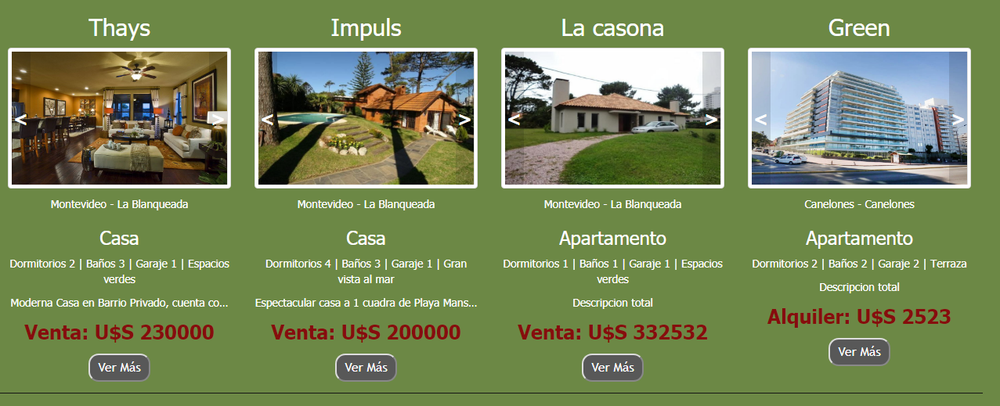 Thays
<
>
Montevideo - La Blanqueada
Casa
Dormitorios 2 | Baños 3 | Garaje 1 | Espacios
verdes
Moderna Casa en Barrio Privado, cuenta co...
Venta: U$S 230000
Ver Más
Impuls
<
>
Montevideo - La Blanqueada
Casa
Dormitorios 4 | Baños 3 | Garaje 1 | Gran
vista al mar
Espectacular casa a 1 cuadra de Playa Mans...
Venta: U$S 200000
Ver Más
La casona
<
>
Montevideo - La Blanqueada
Apartamento
Dormitorios 1 | Baños 1 | Garaje 1 | Espacios
verdes
Descripcion total
Venta: U$S 332532
Ver Más
Green
<
>
Canelones - Canelones
Apartamento
Dormitorios 2 | Baños 2 | Garaje 2 | Terraza
Descripcion total
Alquiler: U$S 2523
Ver Más